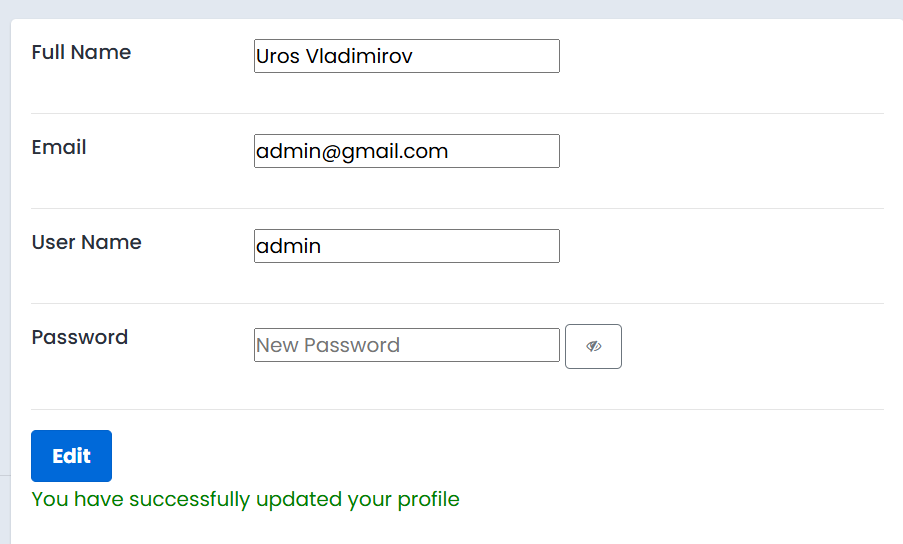 Full Name
Uros Vladimirov
Email
admin@gmail.com
User Name
admin
Password
New Password
Edit
You have successfully updated your profile